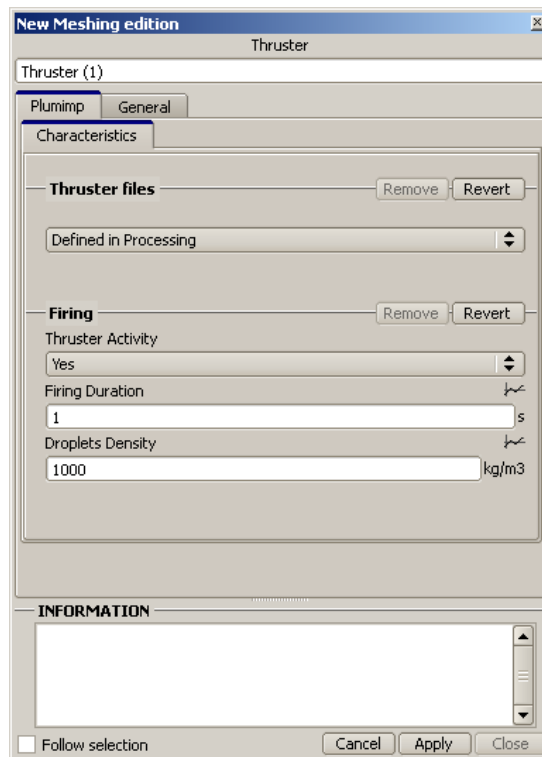 New Meshing edition
Thruster
Thruster (1)
Plumimp General
Characteristics
Thruster files Remove Revert
Defined in Processing
Firing Remove Revert
Thruster Activity
Yes
Firing Duration
1 s
Droplets Density
1000 kg/m3
INFORMATION
Follow selection Cancel Apply Close